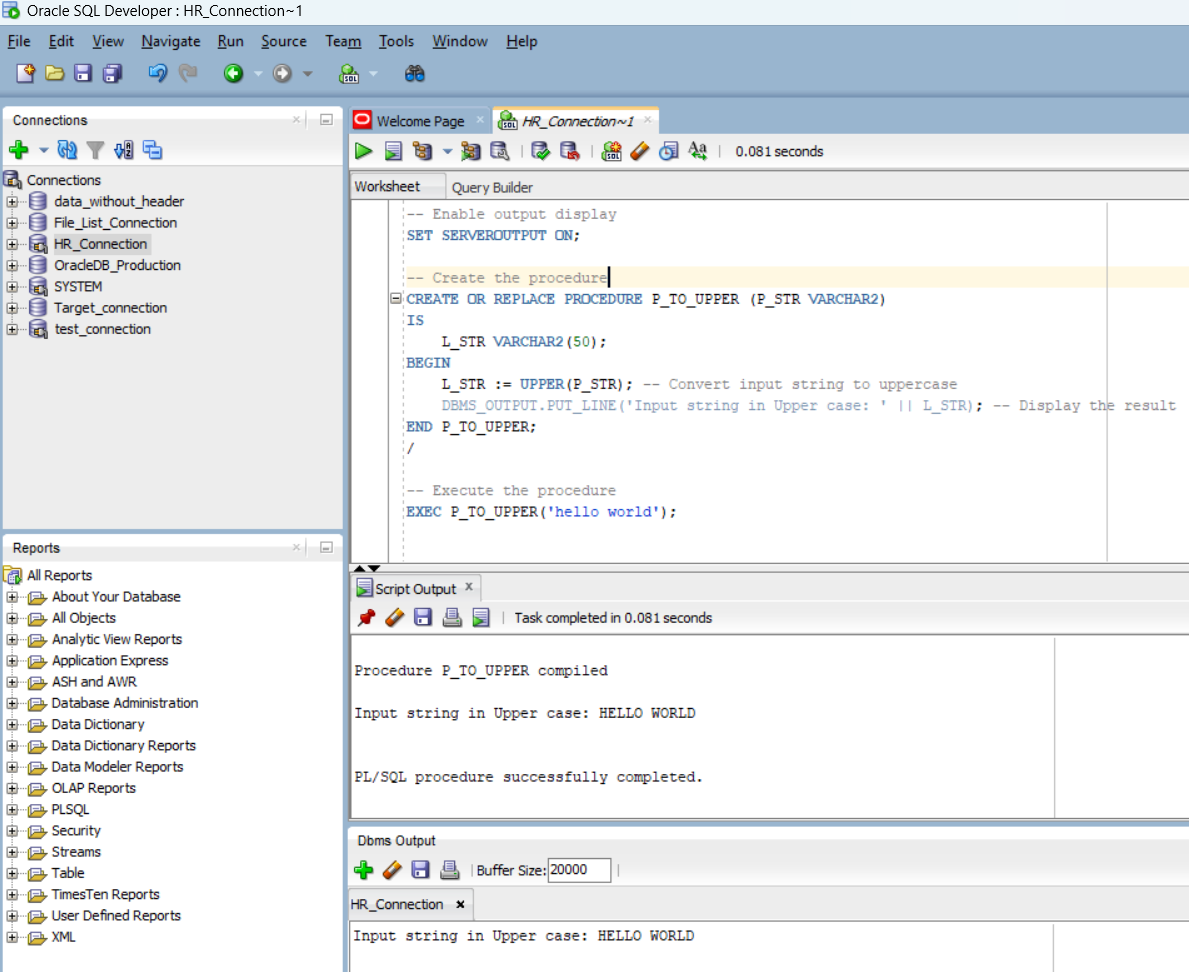 Oracle SQL Developer : HR_Connection~1
File Edit View Navigate Run Source Team Tools Window Help
Connections
Connections
data_without_header
File_List_Connection
HR_Connection
OracleDB_Production
SYSTEM
Target_connection
test_connection
Reports
All Reports
About Your Database
All Objects
Analytic View Reports
Application Express
ASH and AWR
Database Administration
Data Dictionary
Data Dictionary Reports
Data Modeler Reports
OLAP Reports
PLSQL
Security
Streams
Table
TimesTen Reports
User Defined Reports
XML
Welcome Page HR_Connection~1
0.081 seconds
Worksheet Query Builder
-- Enable output display
SET SERVEROUTPUT ON;
-- Create the procedure
CREATE OR REPLACE PROCEDURE P_TO_UPPER (P_STR VARCHAR2)
IS
L_STR VARCHAR2(50);
BEGIN
L_STR := UPPER(P_STR); -- Convert input string to uppercase
DBMS_OUTPUT.PUT_LINE('Input string in Upper case: ' || L_STR); -- Display the result
END P_TO_UPPER;
/
-- Execute the procedure
EXEC P_TO_UPPER('hello world');
Script Output
Task completed in 0.081 seconds
Procedure P_TO_UPPER compiled
Input string in Upper case: HELLO WORLD
PL/SQL procedure successfully completed.
Dbms Output
Buffer Size: 20000
HR_Connection
Input string in Upper case: HELLO WORLD